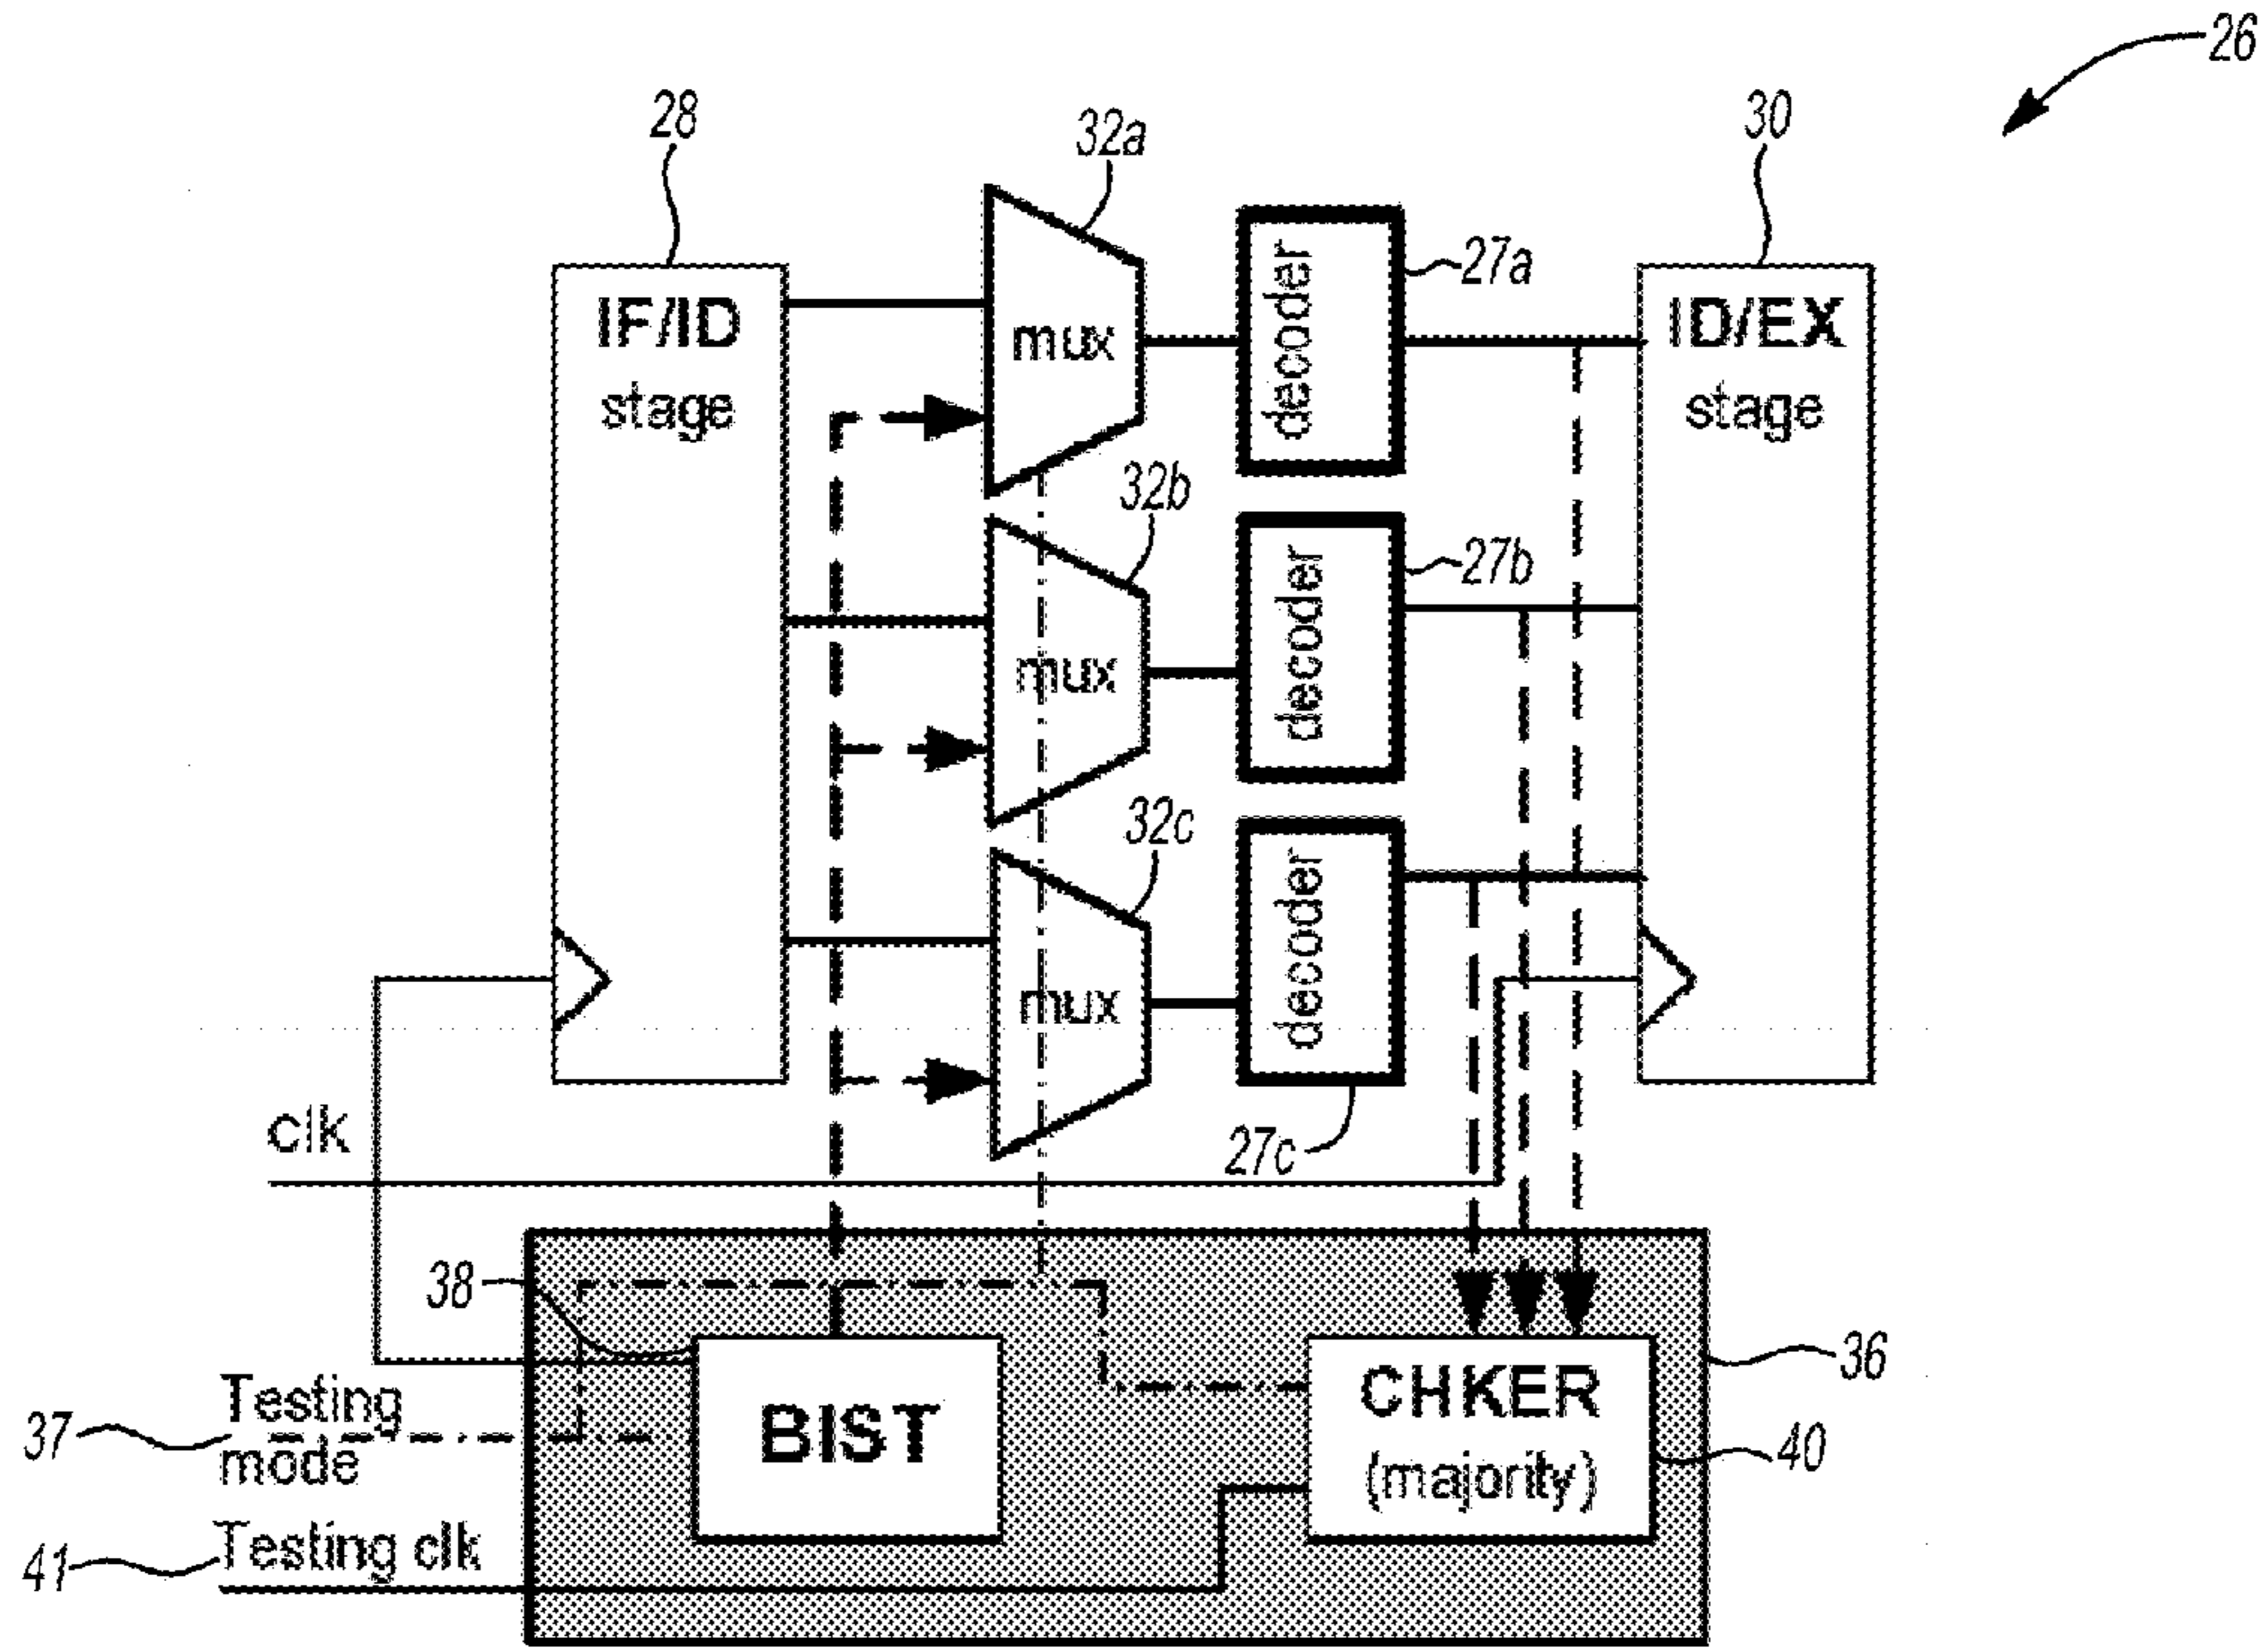 26
28
32a
30
IF/ID
stage
mux
decoder
27a
ID/EX
stage
32b
mux
decoder
27b
32c
mux
decoder
27c
clk
38
36
Testing
mode
37
BIST
CHKER
(majority)
40
Testing clk
41